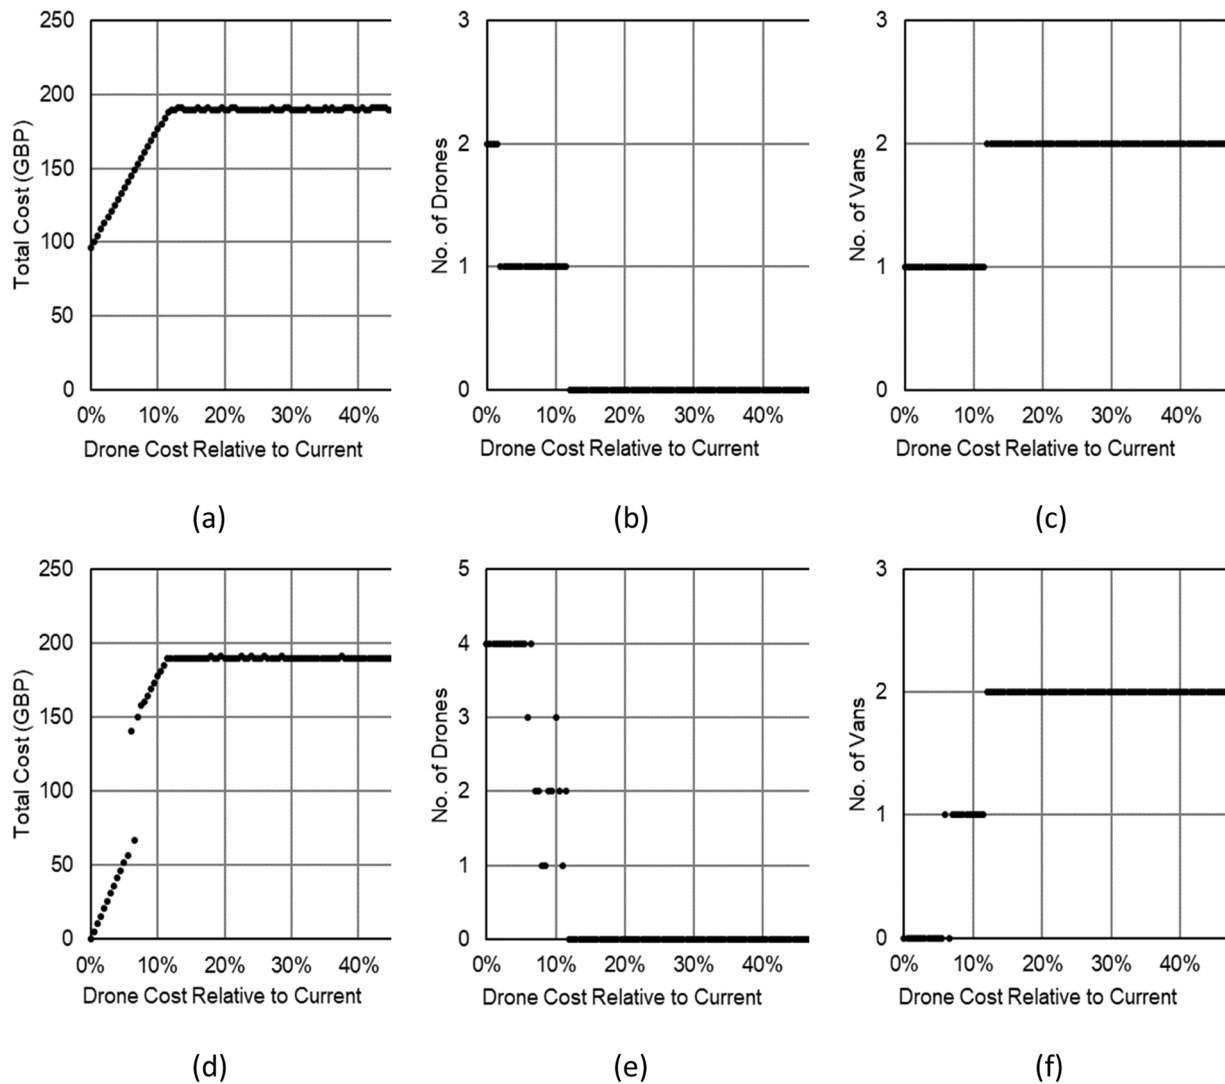 250
200
150
100
50
0
Total Cost (GBP)
0% 10% 20% 30% 40%
Drone Cost Relative to Current
(a)
3
2
1
0
No. of Drones
0% 10% 20% 30% 40%
Drone Cost Relative to Current
(b)
3
2
1
0
No. of Vans
0% 10% 20% 30% 40%
Drone Cost Relative to Current
(c)
250
200
150
100
50
0
Total Cost (GBP)
0% 10% 20% 30% 40%
Drone Cost Relative to Current
(d)
5
4
3
2
1
0
No. of Drones
0% 10% 20% 30% 40%
Drone Cost Relative to Current
(e)
3
2
1
0
No. of Vans
0% 10% 20% 30% 40%
Drone Cost Relative to Current
(f)